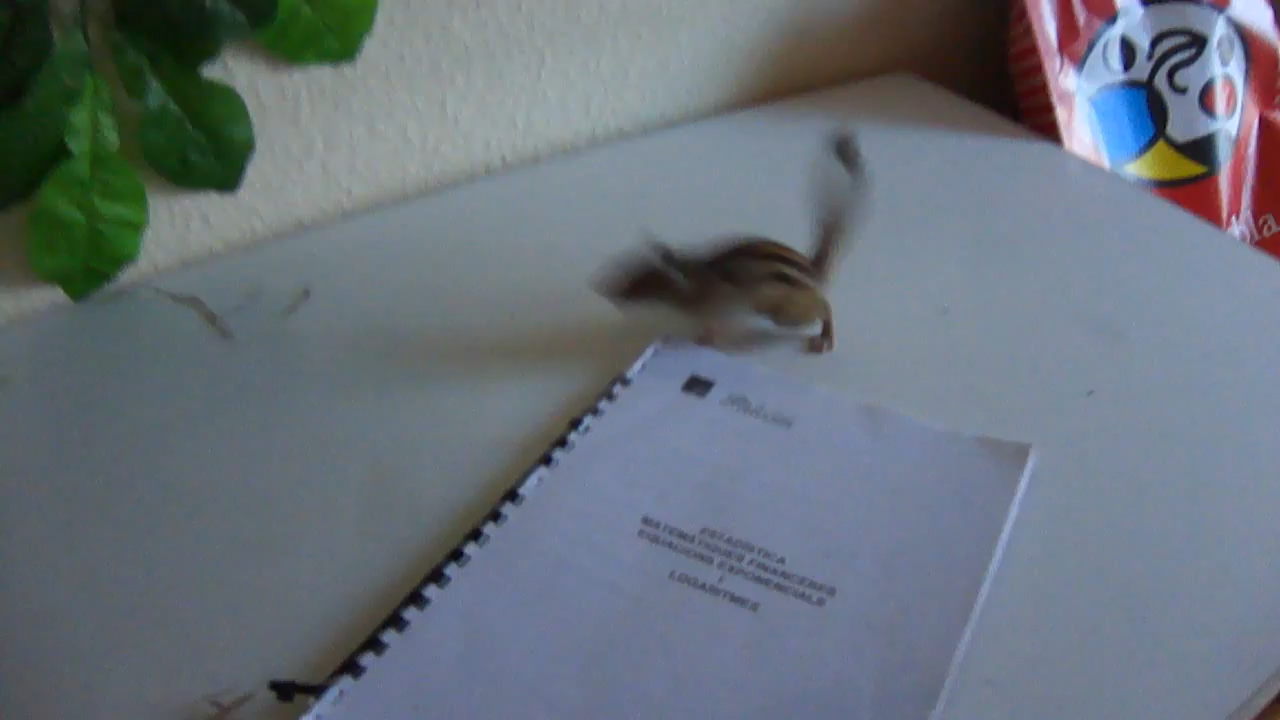 ESTADÍSTICA
MATEMÀTIQUES FINANCERES
EQUACIONS EXPONENCIALS
I
LOGARITMES